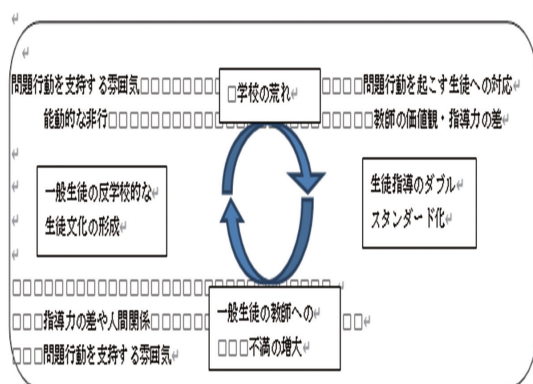 問題行動を支持する雰囲気 学校の荒れ 問題行動を起こす生徒への対応
能動的な非行 教師の価値観・指導力の差
一般生徒の反学校的な
生徒文化の形成
生徒指導のダブル
スタンダード化
一般生徒の教師への
不満の増大
指導力の差や人間関係
問題行動を支持する雰囲気